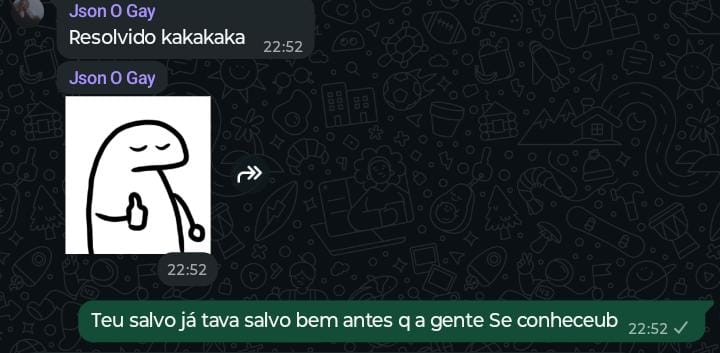 Json O Gay
Resolvido kakakaka 22:52
Json O Gay
22:52
Teu salvo já tava salvo bem antes q a gente Se conheceub 22:52